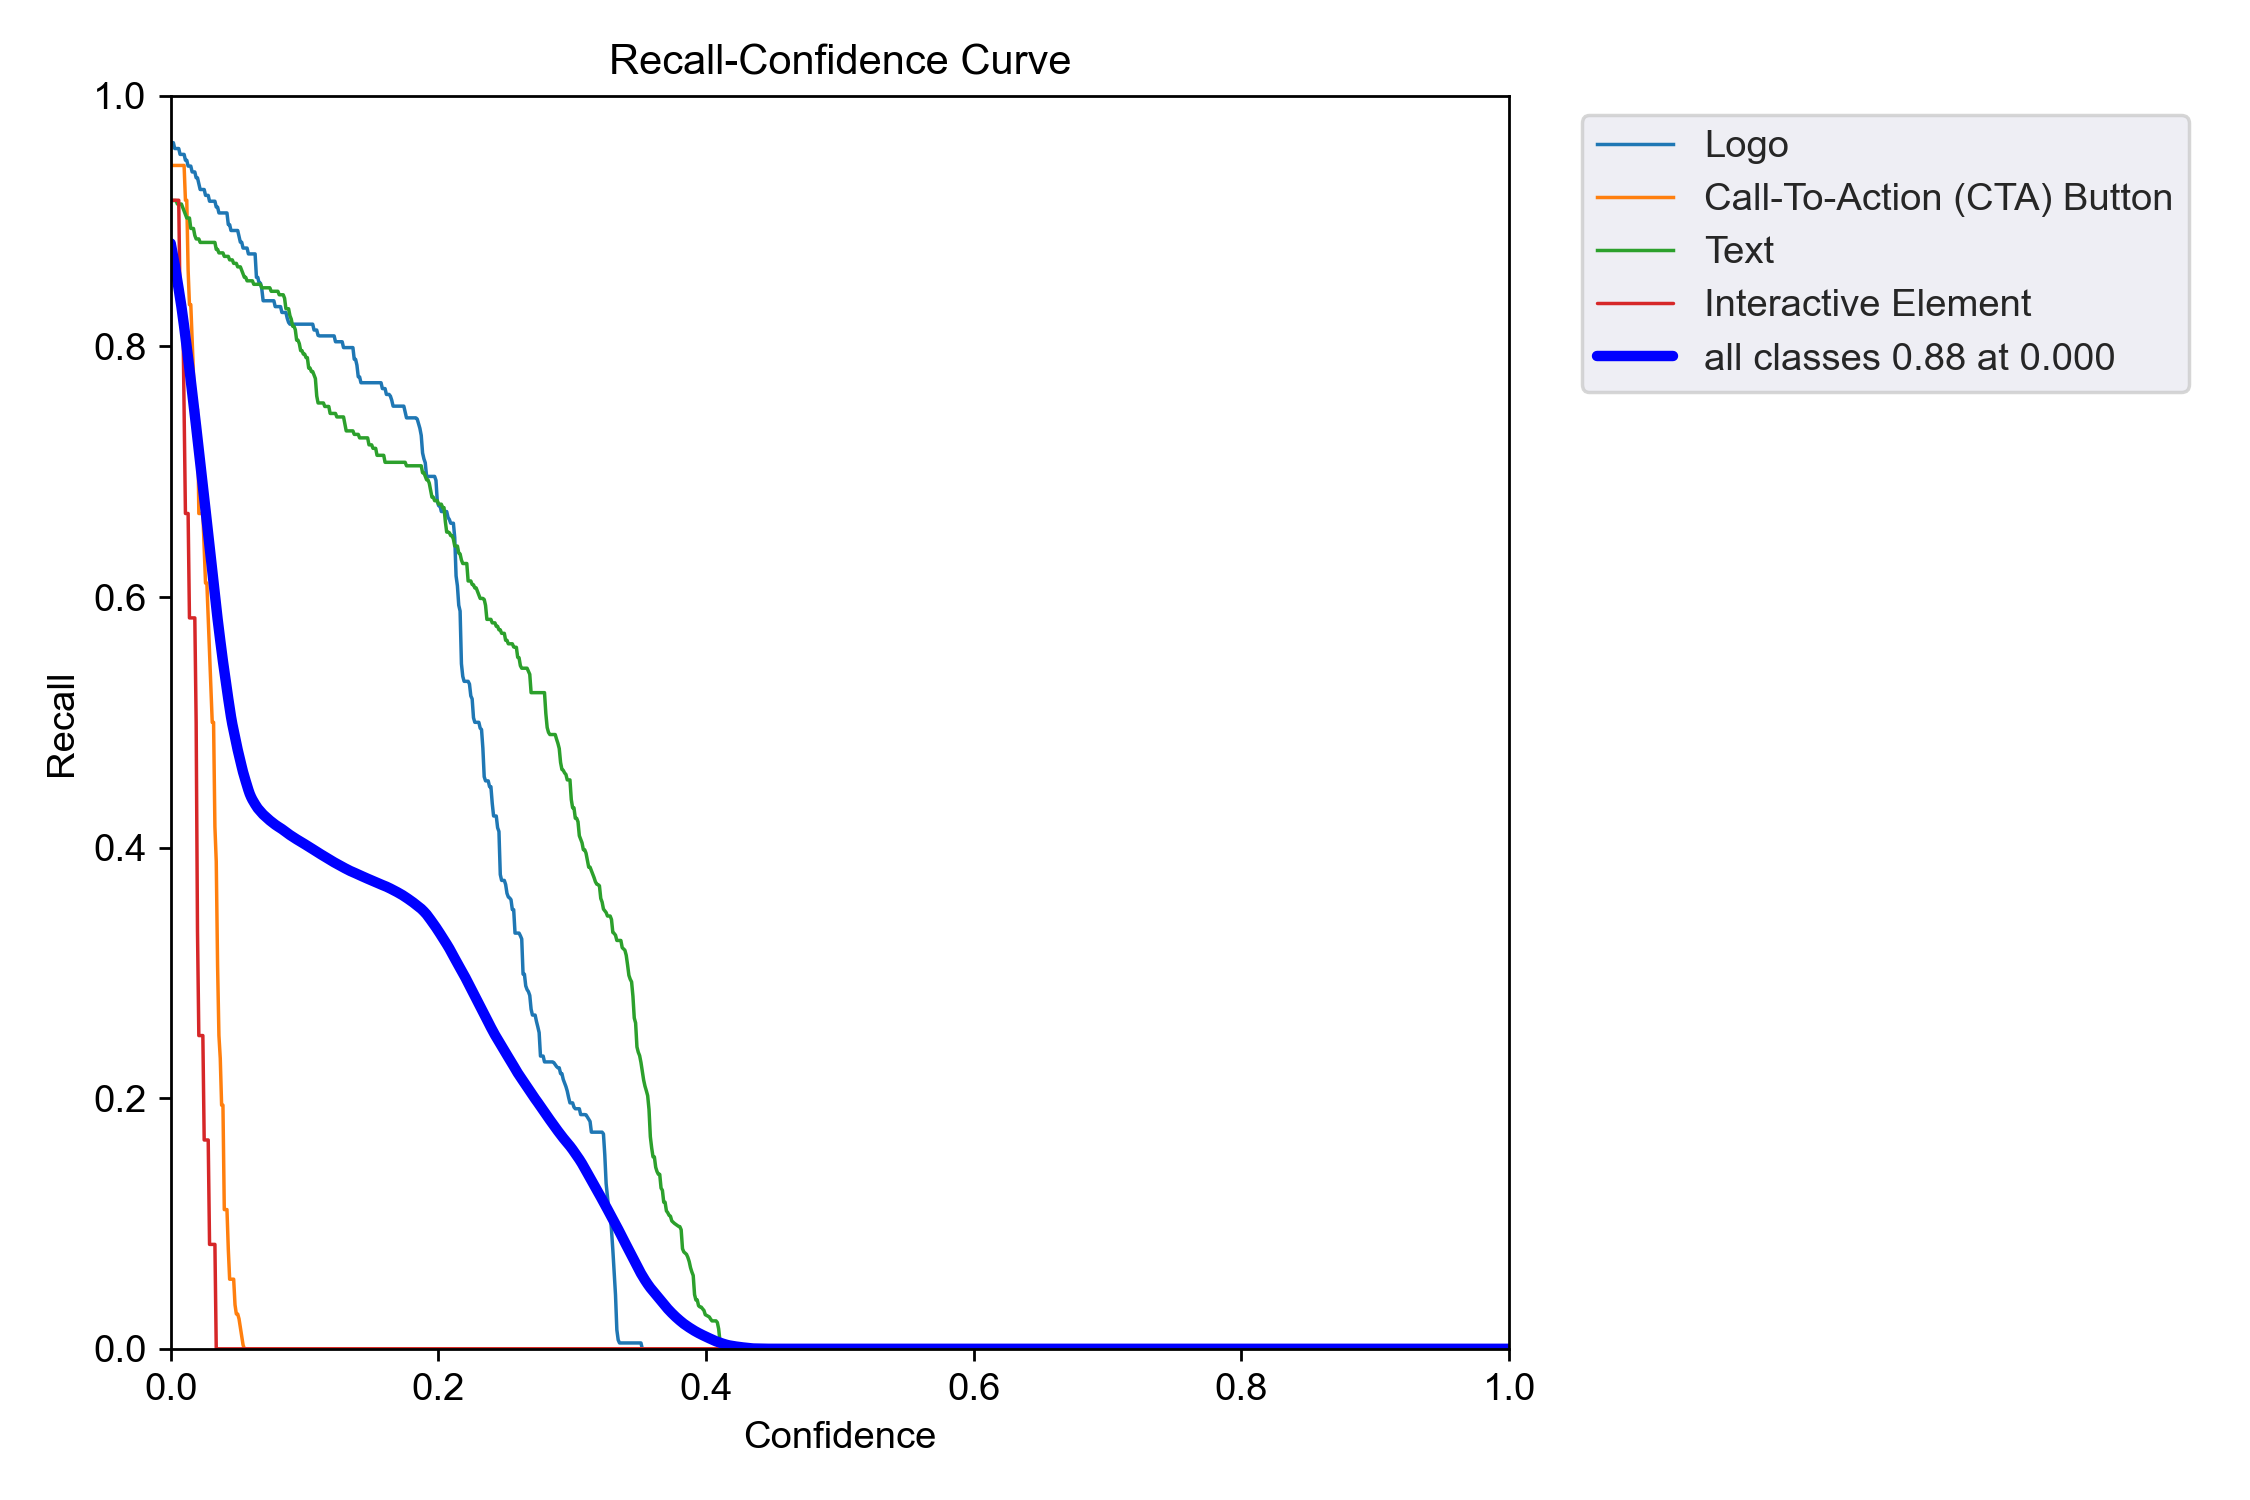 Recall-Confidence Curve
1.0
0.8
0.6
0.4
0.2
0.0
Recall
0.0 0.2 0.4 0.6 0.8 1.0
Confidence
Logo
Call-To-Action (CTA) Button
Text
Interactive Element
all classes 0.88 at 0.000